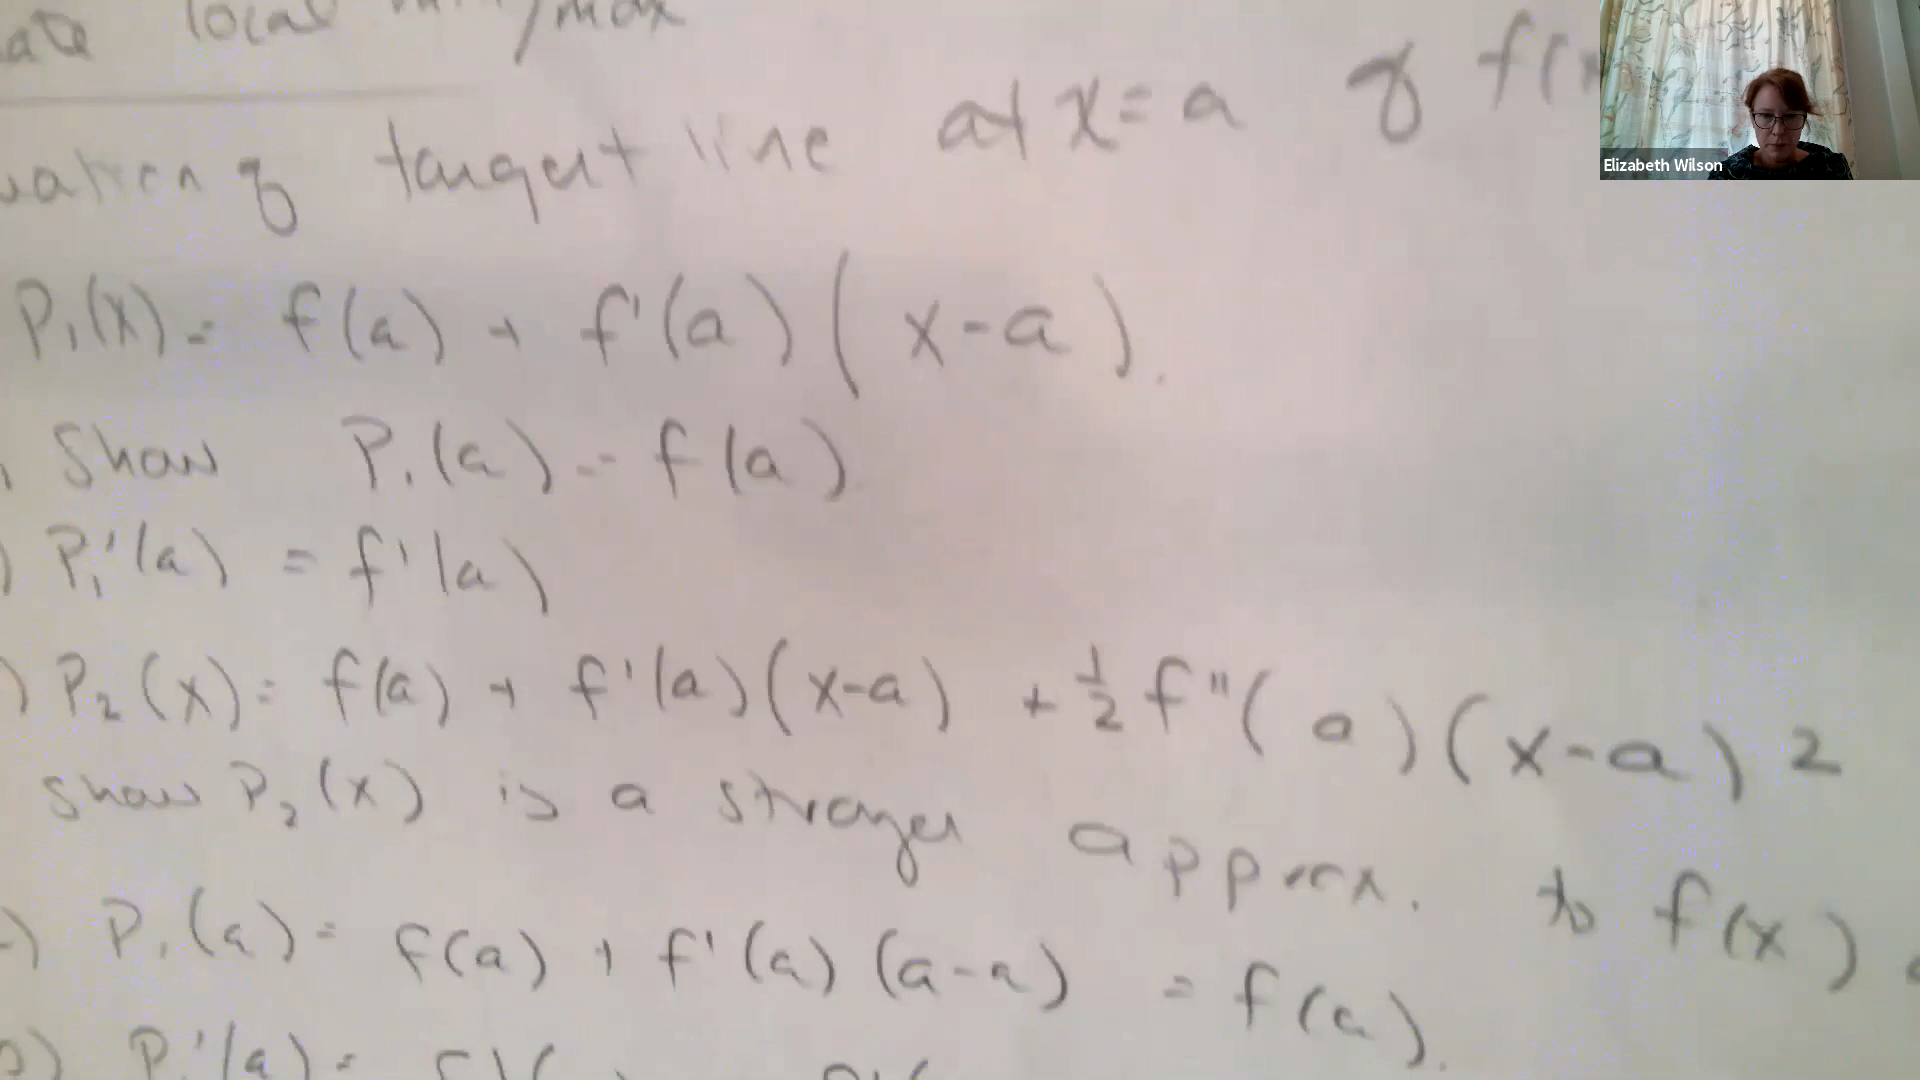 local /max
tangent line at x = a of f(x
P₁(x) = f(a) + f'(a)(x-a).
Show P₁(a) = f(a)
) P₁'(a) = f'(a)
) P₂(x) = f(a) + f'(a)(x-a) + ½ f"(a)(x-a)2
show P₂(x) is a stronger approx. to f(x)
) P₁(a) = f(a) + f'(a)(a-a) = f(a).
) P₁'(a) =
Elizabeth Wilson